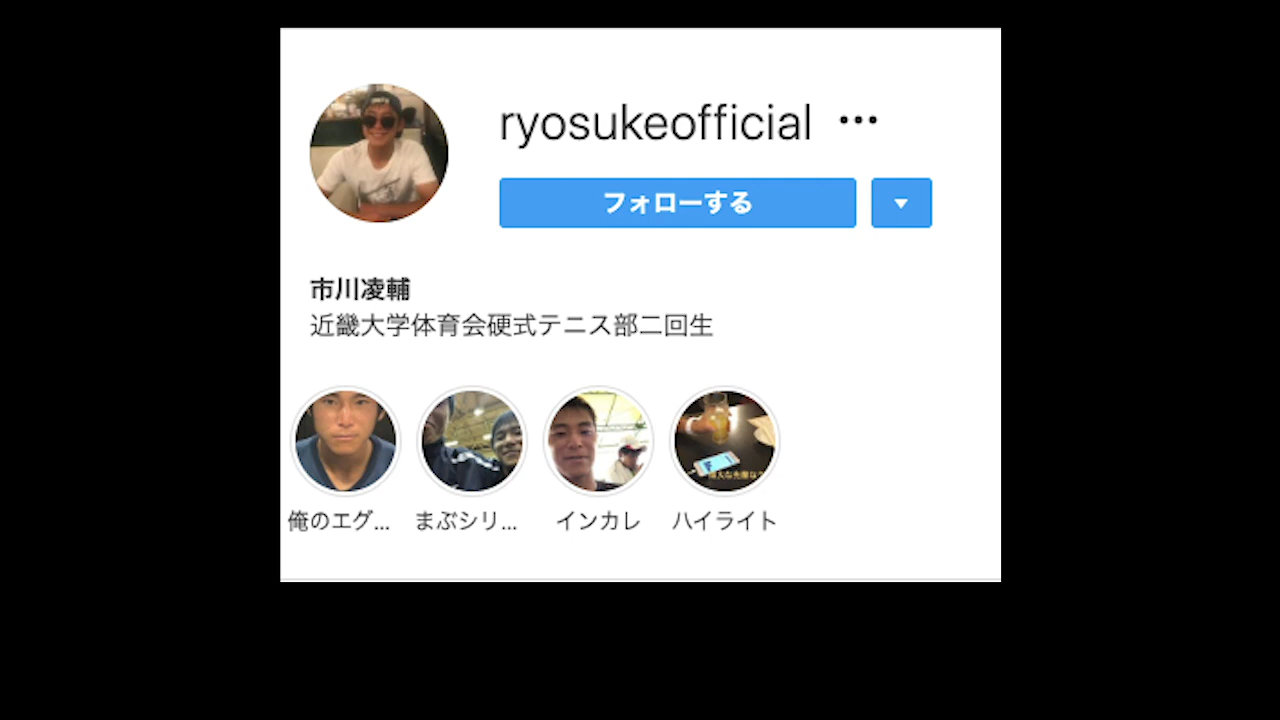 ryosukeofficial
フォローする
市川凌輔
近畿大学体育会硬式テニス部二回生
俺のエグ... まぶシリ... インカレ ハイライト